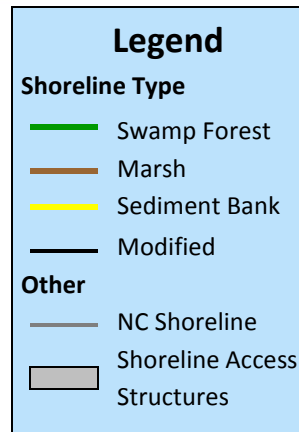 Legend
Shoreline Type
Swamp Forest
Marsh
Sediment Bank
Modified
Other
NC Shoreline
Shoreline Access
Structures